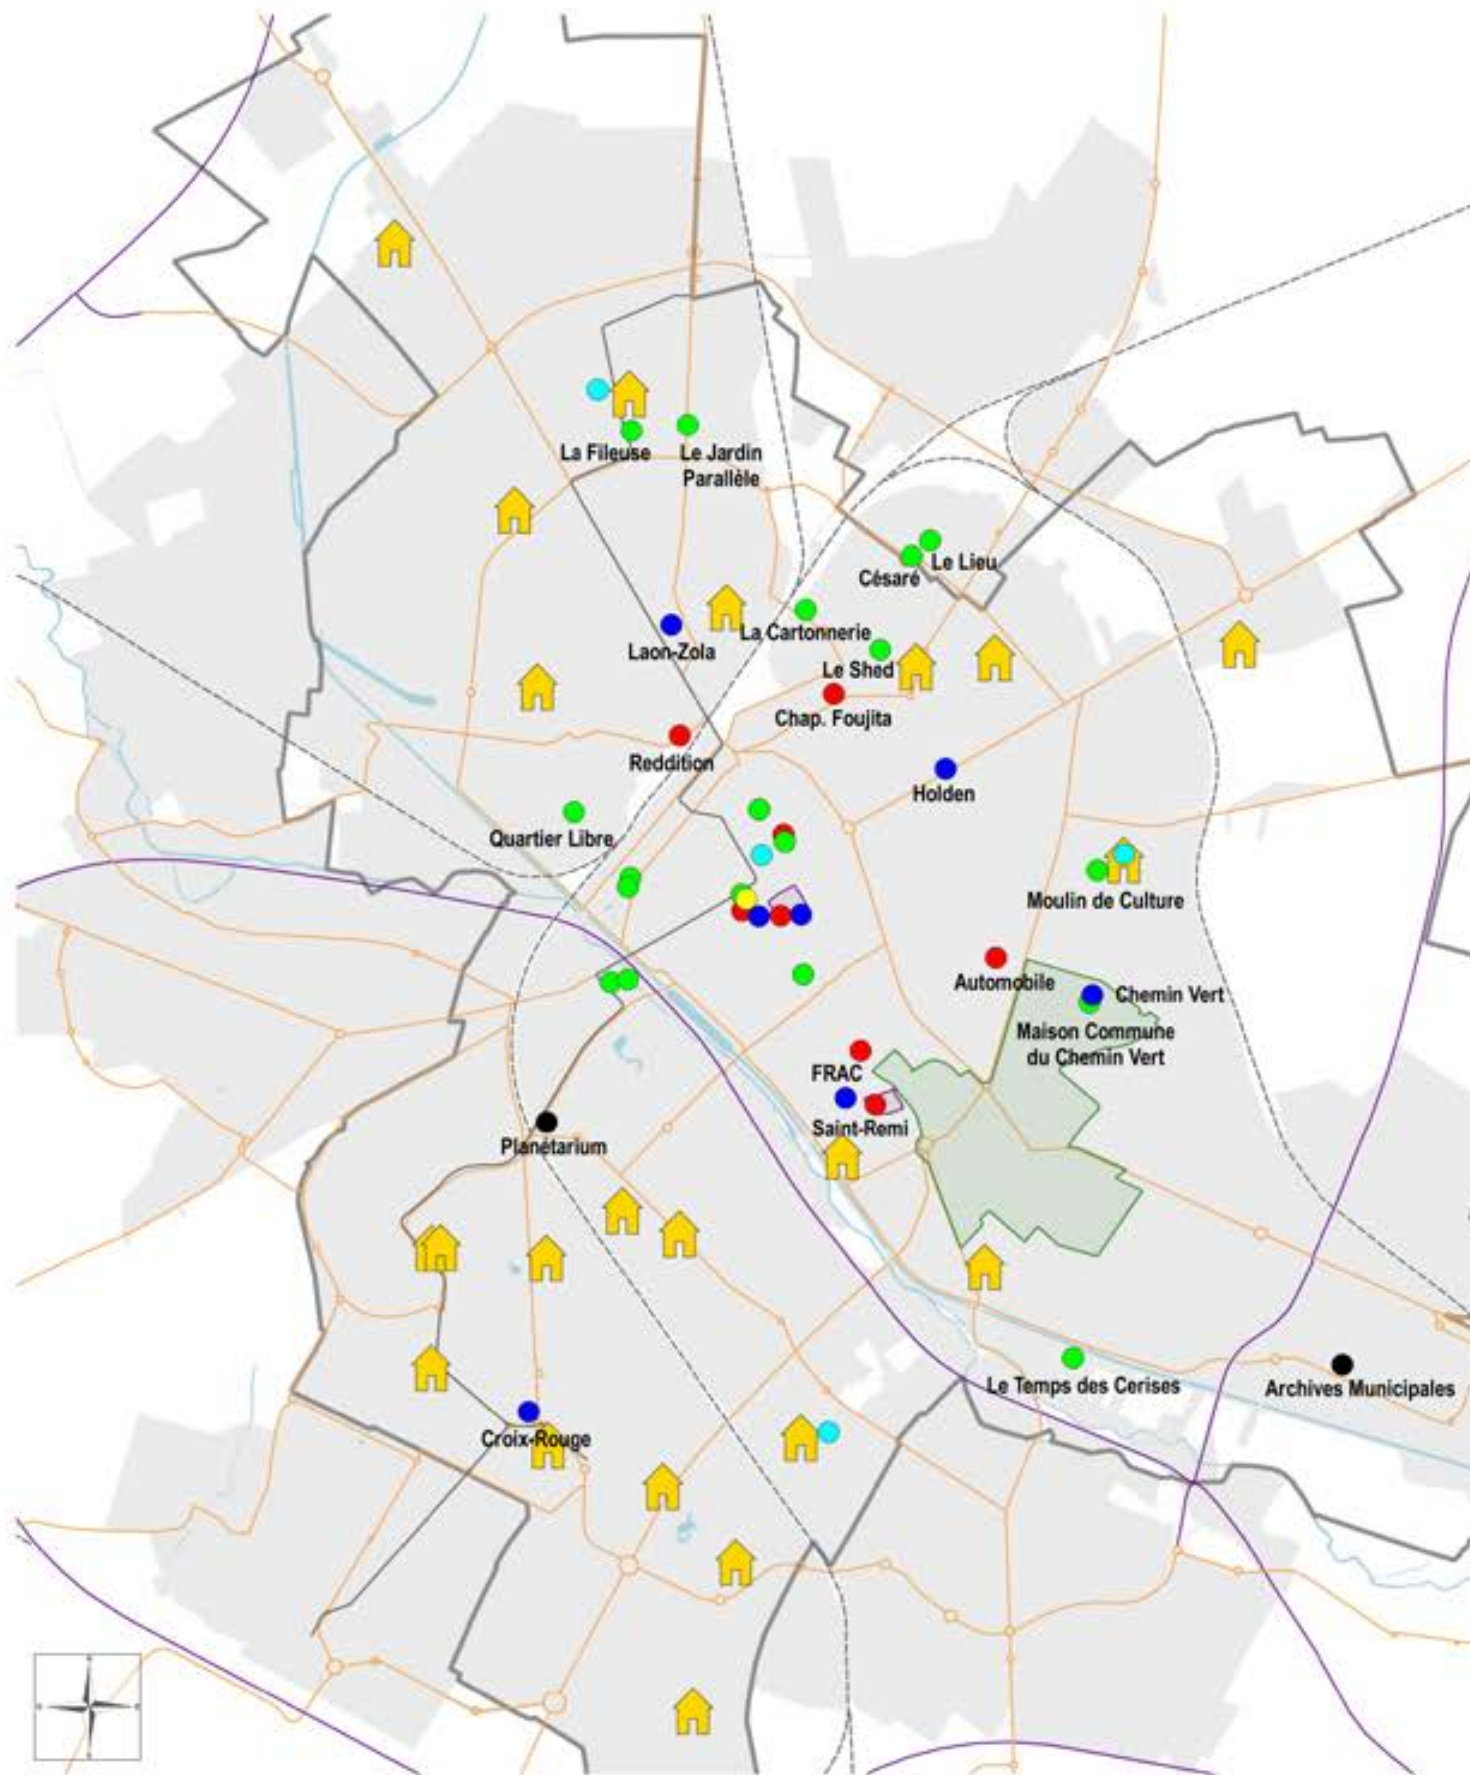 La Fileuse
Le Jardin
Parallèle
Le Lieu
Césaré
La Cartonnerie
Laon-Zola
Le Shed
Chap. Foujita
Reddition
Holden
Quartier Libre
Moulin de Culture
Automobile
Chemin Vert
Maison Commune
du Chemin Vert
FRAC
Saint-Remi
Planétarium
Le Temps des Cerises
Archives Municipales
Croix-Rouge